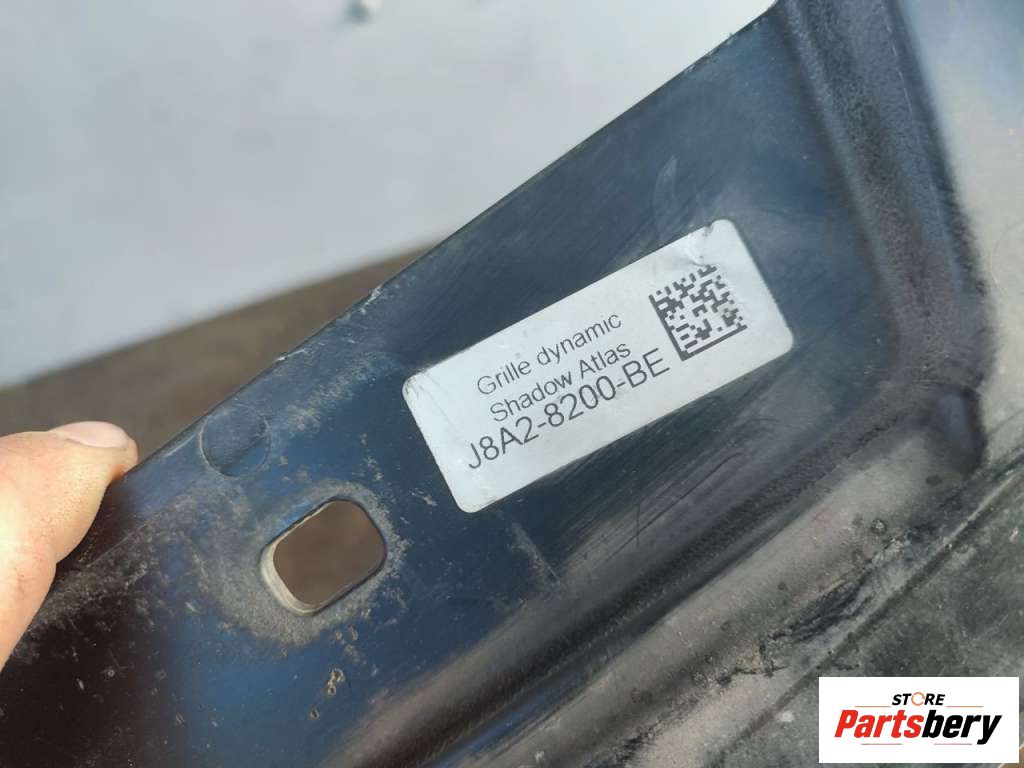 Grille dynamic
Shadow Atlas
J8A2-8200-BE
STORE
Partsbery